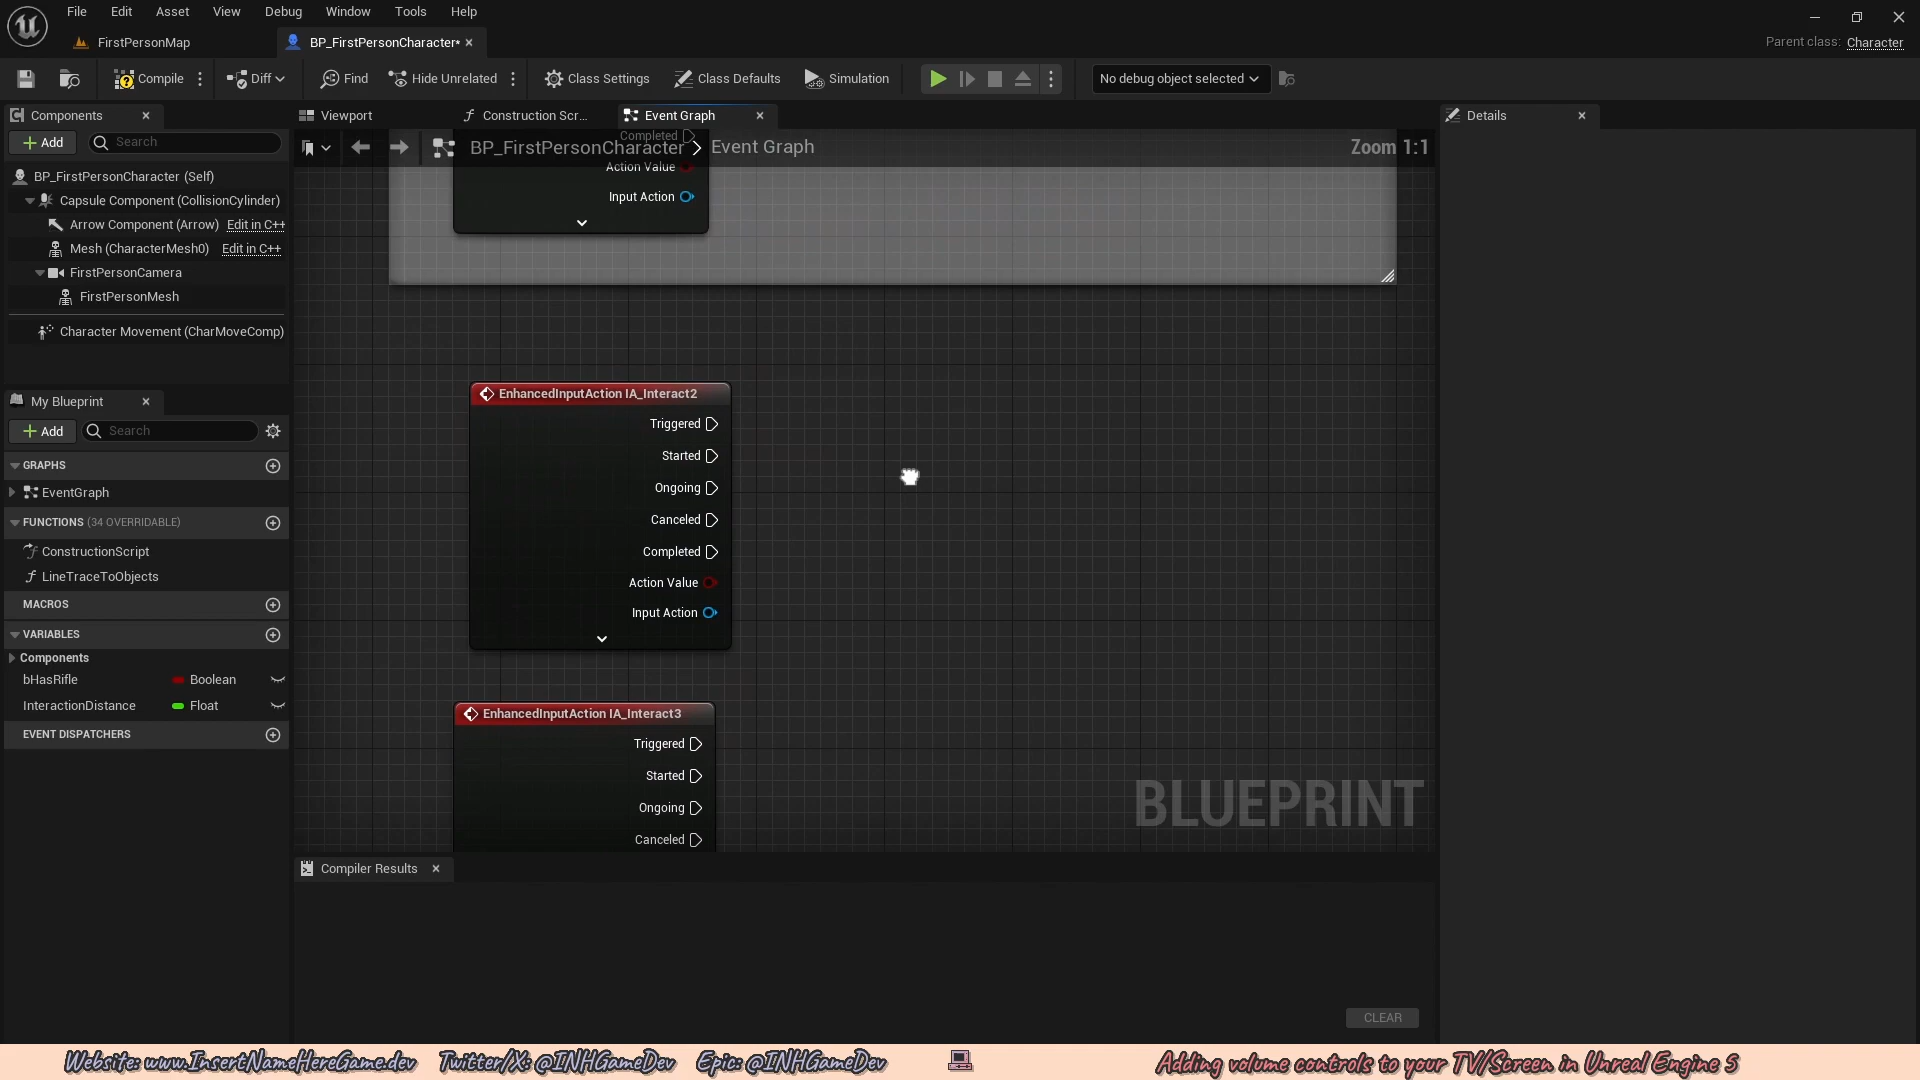 File Edit Asset View Debug Window Tools Help
FirstPersonMap
BP_FirstPersonCharacter*
Parent class: Character
Compile
Diff
Find
Hide Unrelated
Class Settings
Class Defaults
Simulation
No debug object selected
Components
Add
Search
BP_FirstPersonCharacter (Self)
Capsule Component (CollisionCylinder)
Arrow Component (Arrow) Edit in C++
Mesh (CharacterMesh0) Edit in C++
FirstPersonCamera
FirstPersonMesh
Character Movement (CharMoveComp)
My Blueprint
Add
Search
GRAPHS
EventGraph
FUNCTIONS (34 OVERRIDABLE)
ConstructionScript
LineTraceToObjects
MACROS
VARIABLES
Components
bHasRifle Boolean
InteractionDistance Float
EVENT DISPATCHERS
Viewport
Construction Scr...
Event Graph
Completed
BP_FirstPersonCharacter > Event Graph
Zoom 1:1
Action Value
Input Action
EnhancedInputAction IA_Interact2
Triggered
Started
Ongoing
Canceled
Completed
Action Value
Input Action
EnhancedInputAction IA_Interact3
Triggered
Started
Ongoing
Canceled
BLUEPRINT
Compiler Results
CLEAR
Details
Website: www.InsertNameHereGame.dev Twitter/X: @INHGameDev Epic: @INHGameDev
Adding volume controls to your TV/Screen in Unreal Engine 5